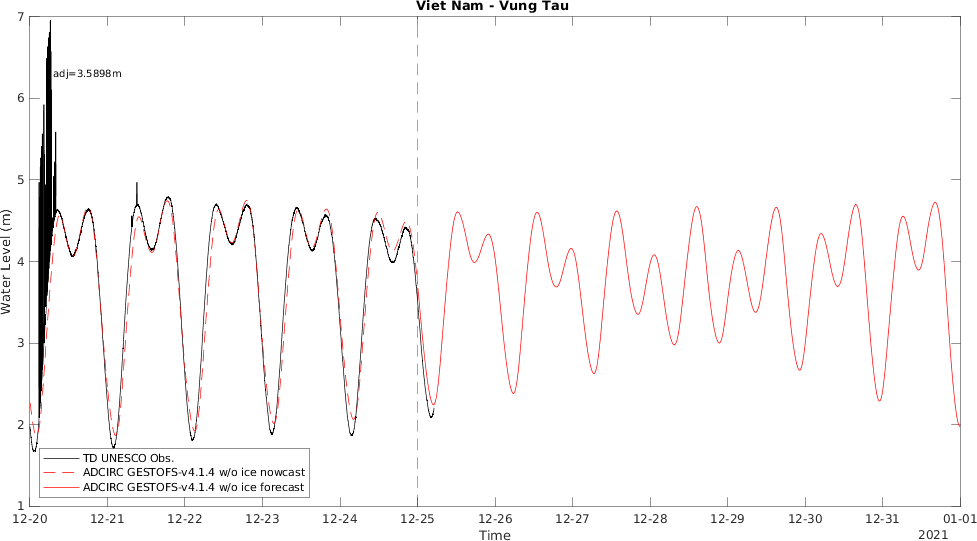 Viet Nam - Vung Tau
7
adj=3.5898m
6
5
4
3
2
1
Water Level (m)
TD UNESCO Obs.
ADCIRC GESTOFS-v4.1.4 w/o ice nowcast
ADCIRC GESTOFS-v4.1.4 w/o ice forecast
12-20 12-21 12-22 12-23 12-24 12-25 12-26 12-27 12-28 12-29 12-30 12-31 01-01
Time
2021